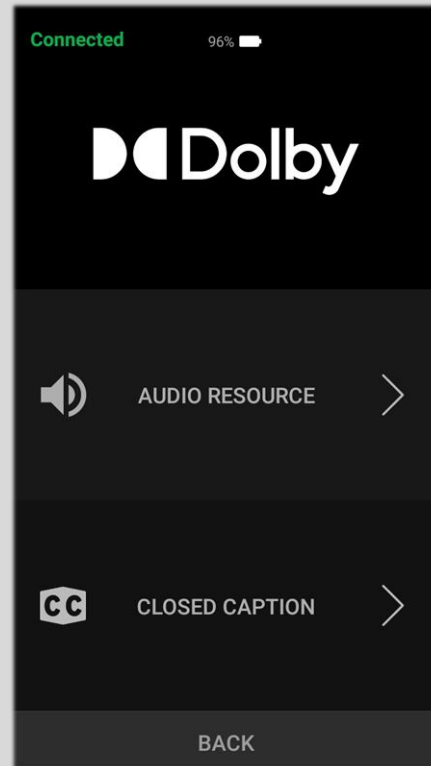 Connected
96%
Dolby
AUDIO RESOURCE
CC
CLOSED CAPTION
BACK